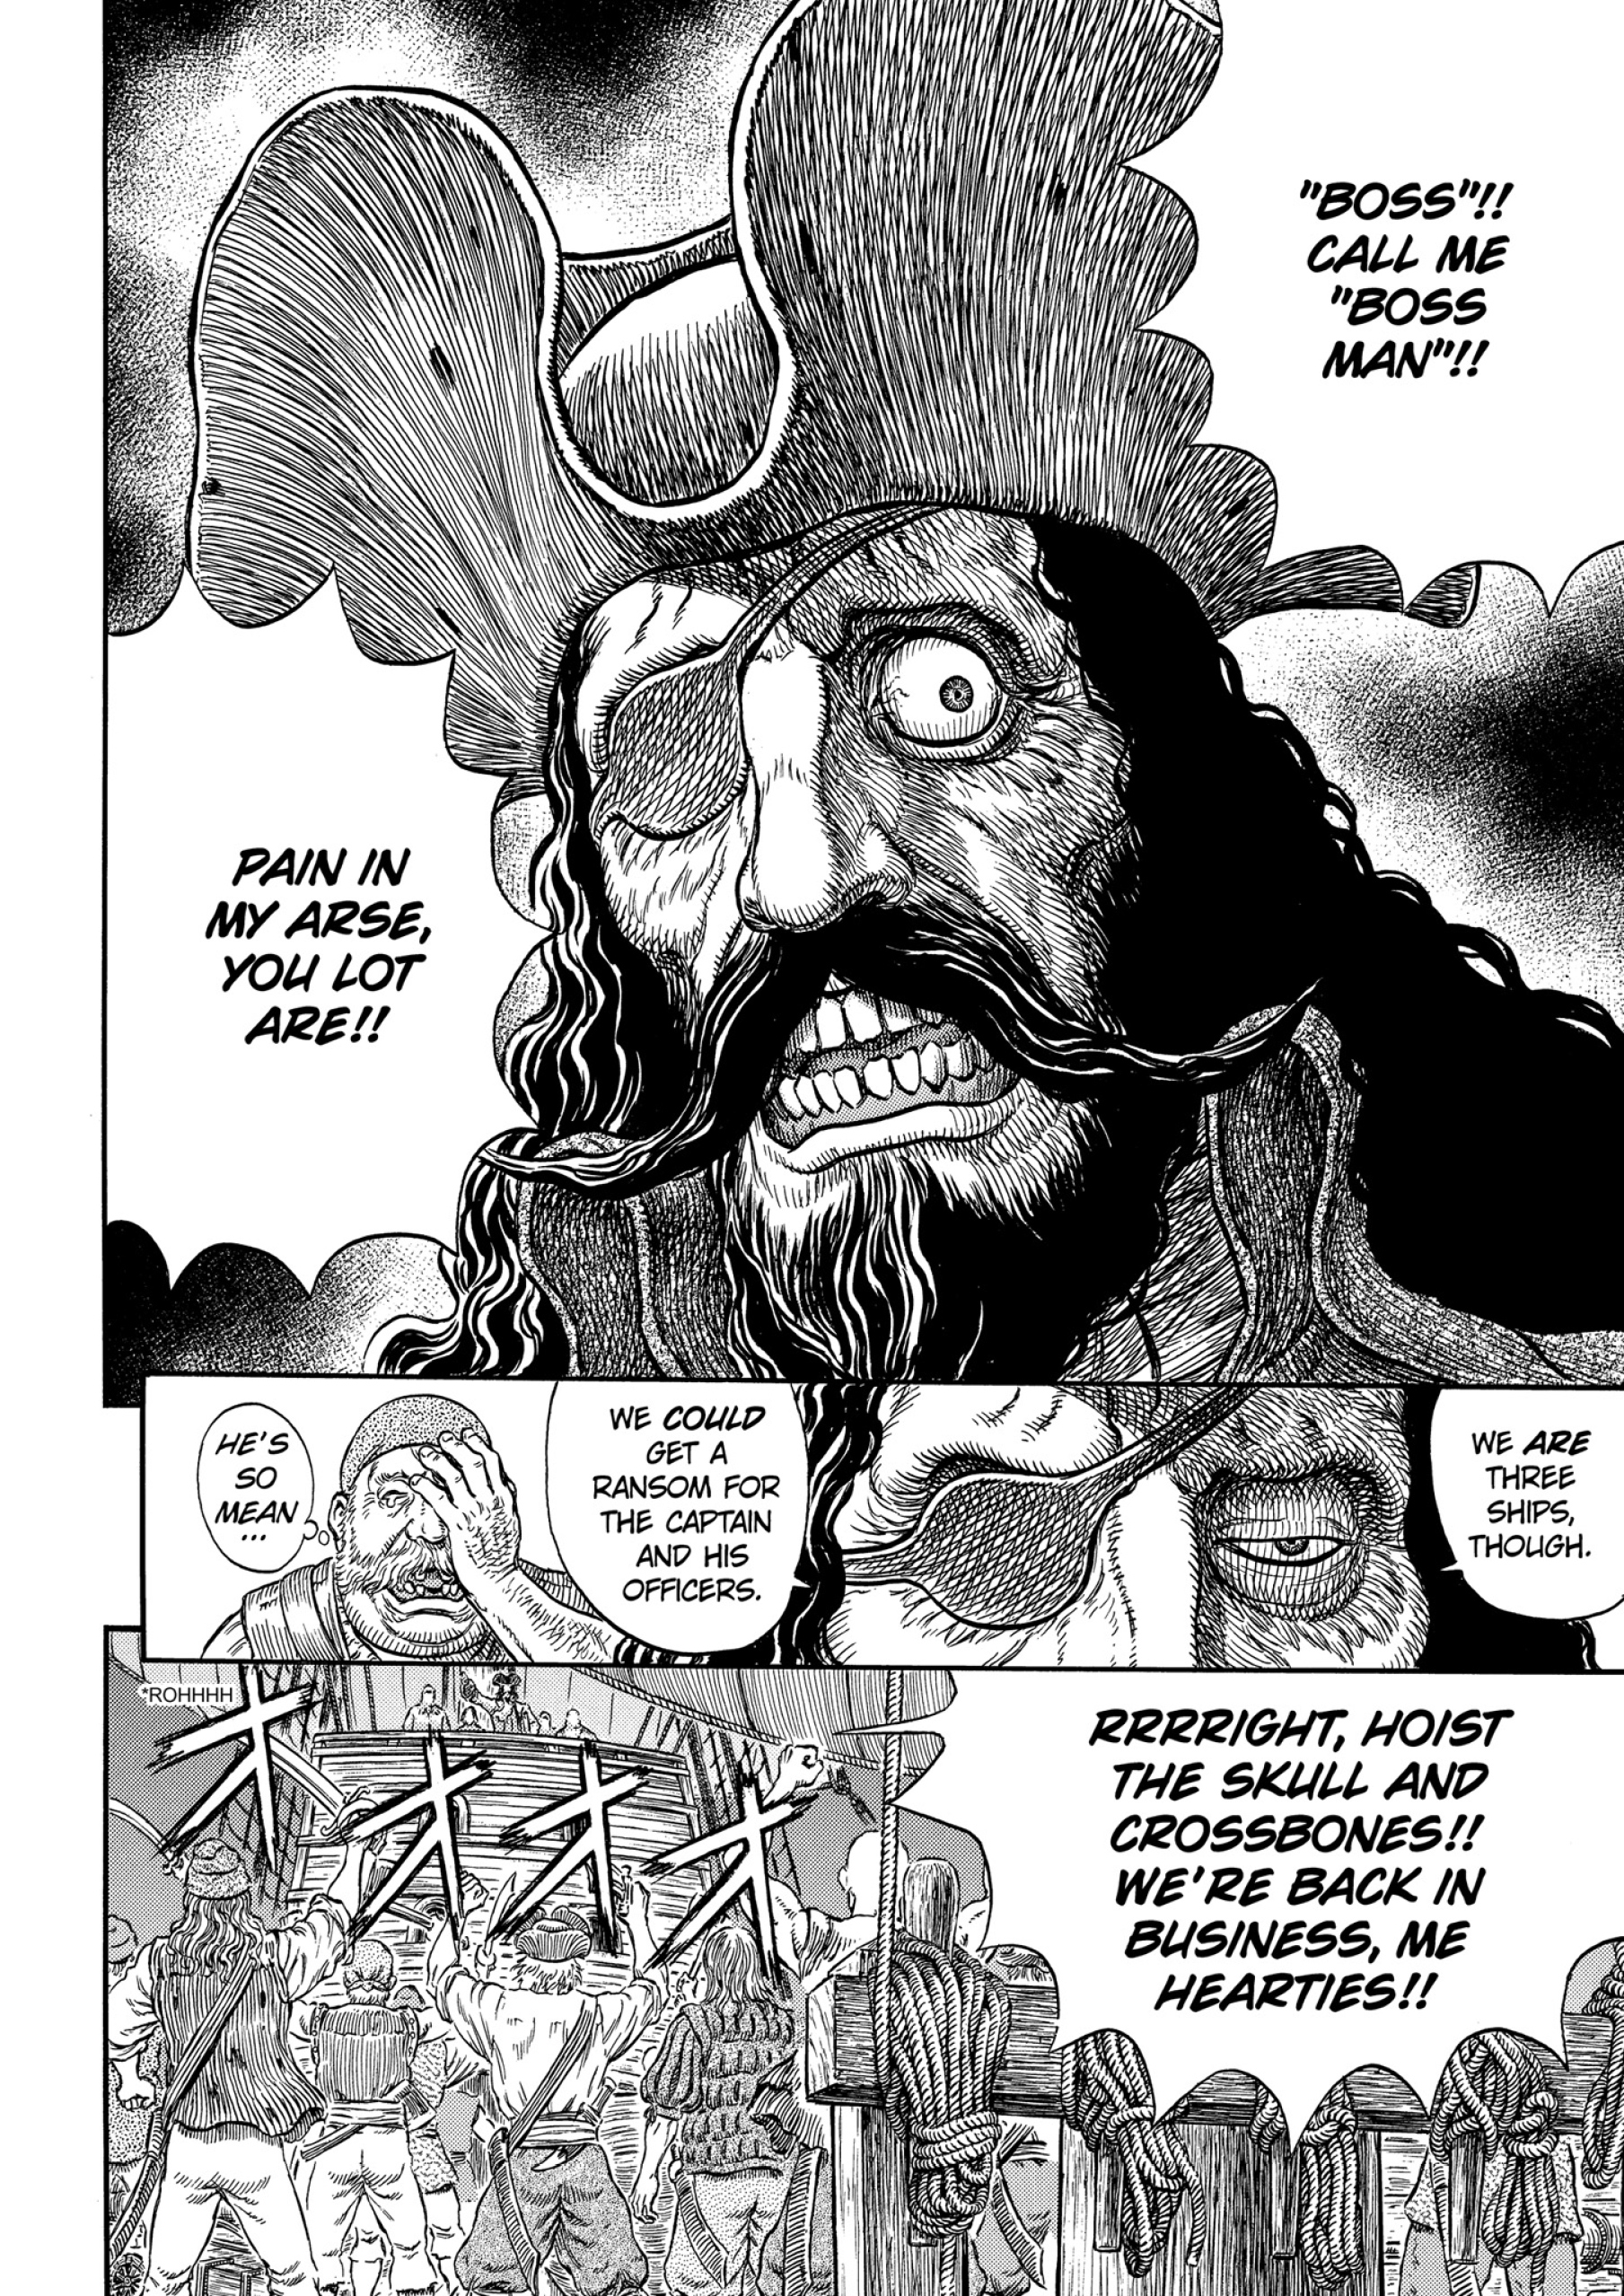 "BOSS"!!
CALL ME
"BOSS
MAN"!!
PAIN IN
MY ARSE,
YOU LOT
ARE!!
WE ARE
THREE
SHIPS,
THOUGH.
WE COULD
GET A
RANSOM FOR
THE CAPTAIN
AND HIS
OFFICERS.
HE'S
SO
MEAN
...
RRRRIGHT, HOIST
THE SKULL AND
CROSSBONES!!
WE'RE BACK IN
BUSINESS, ME
HEARTIES!!
*ROHHHH
オオオオ